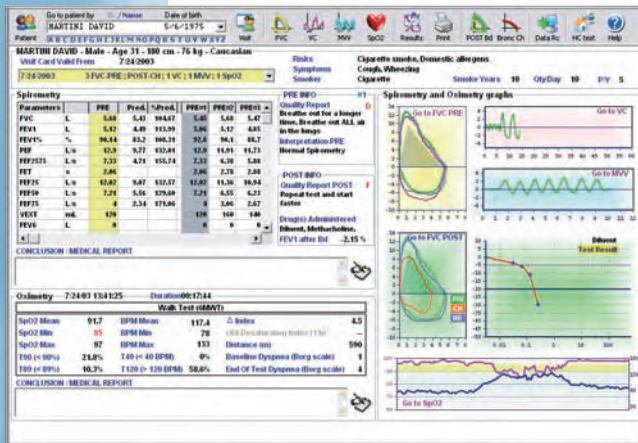 Go to patient by ID / Name Date of birth
MARTINI DAVID 5/6/1975
A B C D E F G H I J K L M N O P Q R S T U V W X Y Z
Patient Visit FVC VC MVV SpO2 Results Print POST Bd Bronc Ch Data Rc HC test Help
MARTINI DAVID - Male - Age 31 - 180 cm - 76 kg - Caucasian
Visit Card Valid From 7/24/2003
7/24/2003 3 FVC-PRE ; POST-CH ; 1 VC ; 1 MVV ; 1 SpO2
Risks Cigarette smoke, Domestic allergens
Symptoms Cough, Wheezing
Smoker Cigarette Smoke Years 10 Qty/Day 10 P/Y 5
Spirometry
Parameters PRE Pred. %Pred. PRE#1 PRE#2 PRE#3
FVC L 5,68 5,43 104,67 5,45 5,68 5,47
FEV1 L 5,12 4,49 113,99 5,06 5,12 4,85
FEV1% % 90,14 83,2 108,31 92,8 90,1 88,7
PEF L/s 12,9 9,77 132,01 12,9 11,91 11,73
FEF2575 L/s 7,33 4,71 155,74 7,33 6,38 5,88
FET s 2,06 2,06 2,78 2,88
FEF25 L/s 12,02 9,07 132,57 12,02 11,36 10,94
FEF50 L/s 7,21 5,56 129,60 7,21 6,55 6,23
FEF75 L/s 4 2,34 171,06 4 3,06 2,67
VEXT mL 120 120 160 140
FEV6 L 0 0 0 0
PRE INFO #1
Quality Report D
Breathe out for a longer
time, Breathe out ALL air
in the lungs
Interpretation PRE
Normal Spirometry
POST INFO
Quality Report POST F
Repeat test and start
faster
Drug(s) Administered
Diluent, Methacholine,
FEV1 after Bd -2,15 %
CONCLUSION / MEDICAL REPORT
Spirometry and Oximetry graphs
Go to FVC PRE
Go to VC
Go to MVV
Go to FVC POST
PRE
CH
BD
Diluent
Test Result
0.01 0.1 1 10 100
Go to SpO2
Oximetry 7/24/03 13:41:25 Duration 00:17:44
Walk Test (6MWT)
SpO2 Mean 91.7 BPM Mean 117.4 Δ Index 4.5
SpO2 Min 85 BPM Min 78
SpO2 Max 97 BPM Max 133 Distance (m) 590
T90 (< 90%) 21,8% T40 (< 40 BPM) 0% Baseline Dyspnea (Borg scale) 1
T89 (< 89%) 10,3% T120 (> 120 BPM) 58,6% End Of Test Dyspnea (Borg scale) 4
CONCLUSION / MEDICAL REPORT